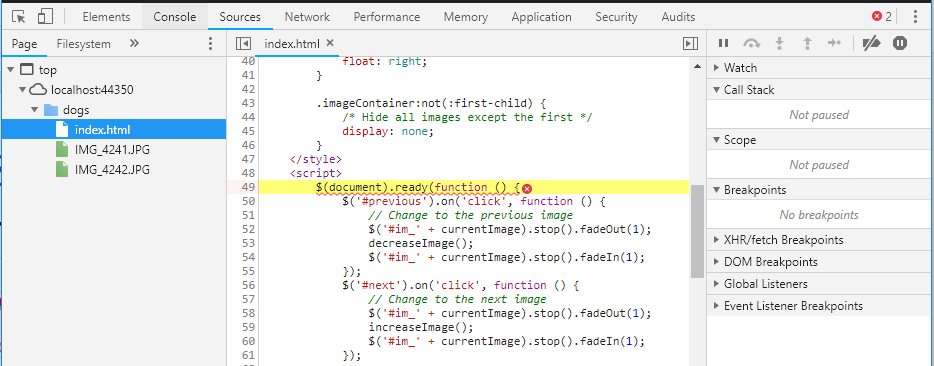 Elements Console Sources Network Performance Memory Application Security Audits 2
Page Filesystem »
index.html ×
top
localhost:44350
dogs
index.html
IMG_4241.JPG
IMG_4242.JPG
40 float: right;
41 }
42
43 .imageContainer:not(:first-child) {
44 /* Hide all images except the first */
45 display: none;
46 }
47 </style>
48 <script>
49 $(document).ready(function () {
50 $('#previous').on('click', function () {
51 // Change to the previous image
52 $('#im_' + currentImage).stop().fadeOut(1);
53 decreaseImage();
54 $('#im_' + currentImage).stop().fadeIn(1);
55 });
56 $('#next').on('click', function () {
57 // Change to the next image
58 $('#im_' + currentImage).stop().fadeOut(1);
59 increaseImage();
60 $('#im_' + currentImage).stop().fadeIn(1);
61 });
Watch
Call Stack
Not paused
Scope
Not paused
Breakpoints
No breakpoints
XHR/fetch Breakpoints
DOM Breakpoints
Global Listeners
Event Listener Breakpoints